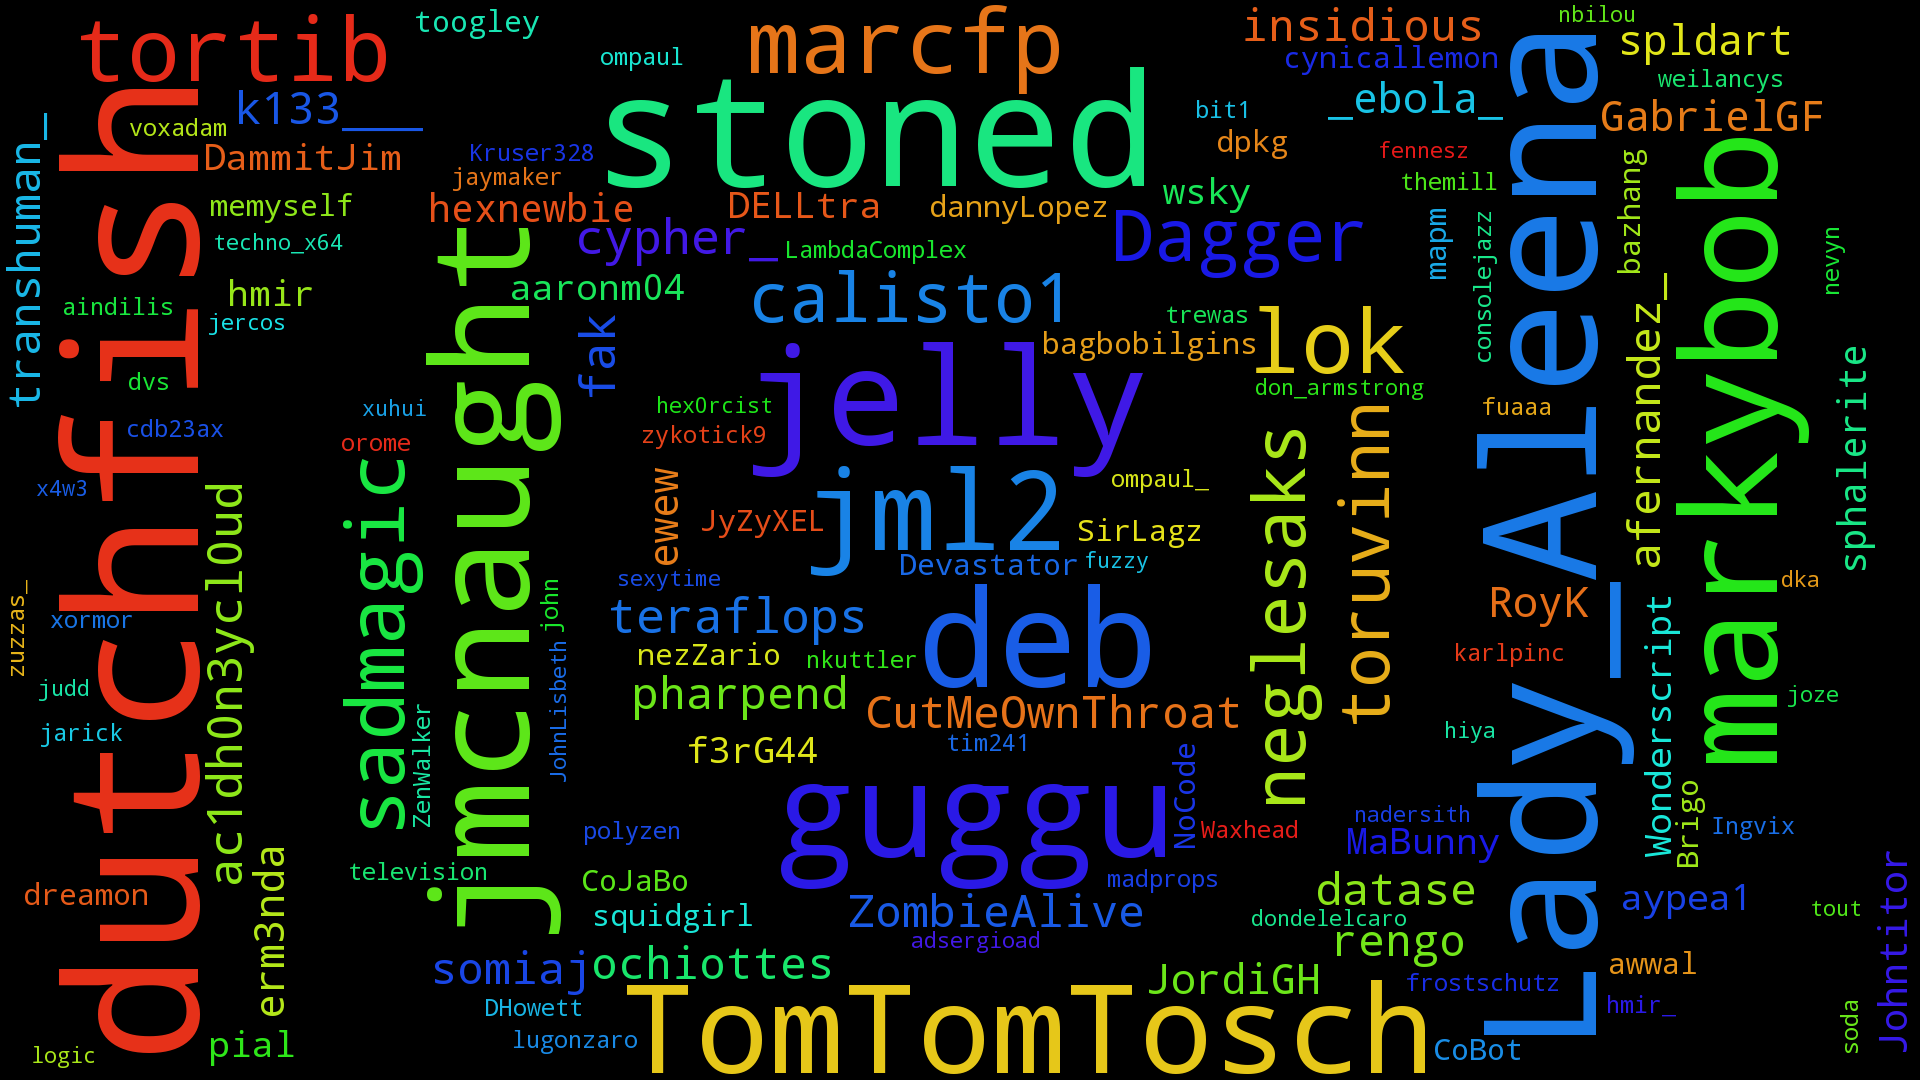 tortib
toogley
ompaul
marcfp
insidious
nbilou
spldart
cynicallemon
weilancys
k133___
voxadam
stoned
bit1
_ebola_
GabrielGF
transhuman_
dutchfish
DammitJim
Kruser328
jaymaker
dpkg
fennesz
themill
Lady_Aleena
markybob
memyself
hexnewbie
DELLtra
dannyLopez
wsky
bazhang
techno_x64
jmcnaught
cypher_
LambdaComplex
Dagger
mapm
consolejazz
nevyn
hmir
aaronm04
calisto1
aindilis
jercos
fak
trewas
afernandez_
bagbobilgins
lok
dvs
jelly
don_armstrong
sphalerite
xuhui
hexOrcist
fuaaa
cdb23ax
orome
zykotick9
neglesaks
toruvinn
x4w3
ac1dh0n3ycl0ud
sadmagic
ewew
jml2
ompaul_
JyZyXEL
SirLagz
Devastator
fuzzy
zuzzas_
john
sexytime
dka
xormor
teraflops
deb
RoyK
Wonderscript
JohnLisbeth
nezZario
nkuttler
karlpinc
judd
pharpend
joze
jarick
ZenWalker
CutMeOwnThroat
hiya
f3rG44
tim241
NoCode
guggu
Brigo
polyzen
Waxhead
nadersith
MaBunny
Ingvix
television
CoJaBo
madprops
datase
dreamon
erm3nda
squidgirl
ZombieAlive
dondelelcaro
aypea1
tout
Johntitor
adsergioad
rengo
somiaj
ochiottes
JordiGH
awwal
frostschutz
DHowett
TomTomTosch
hmir_
soda
pial
lugonzaro
CoBot
logic